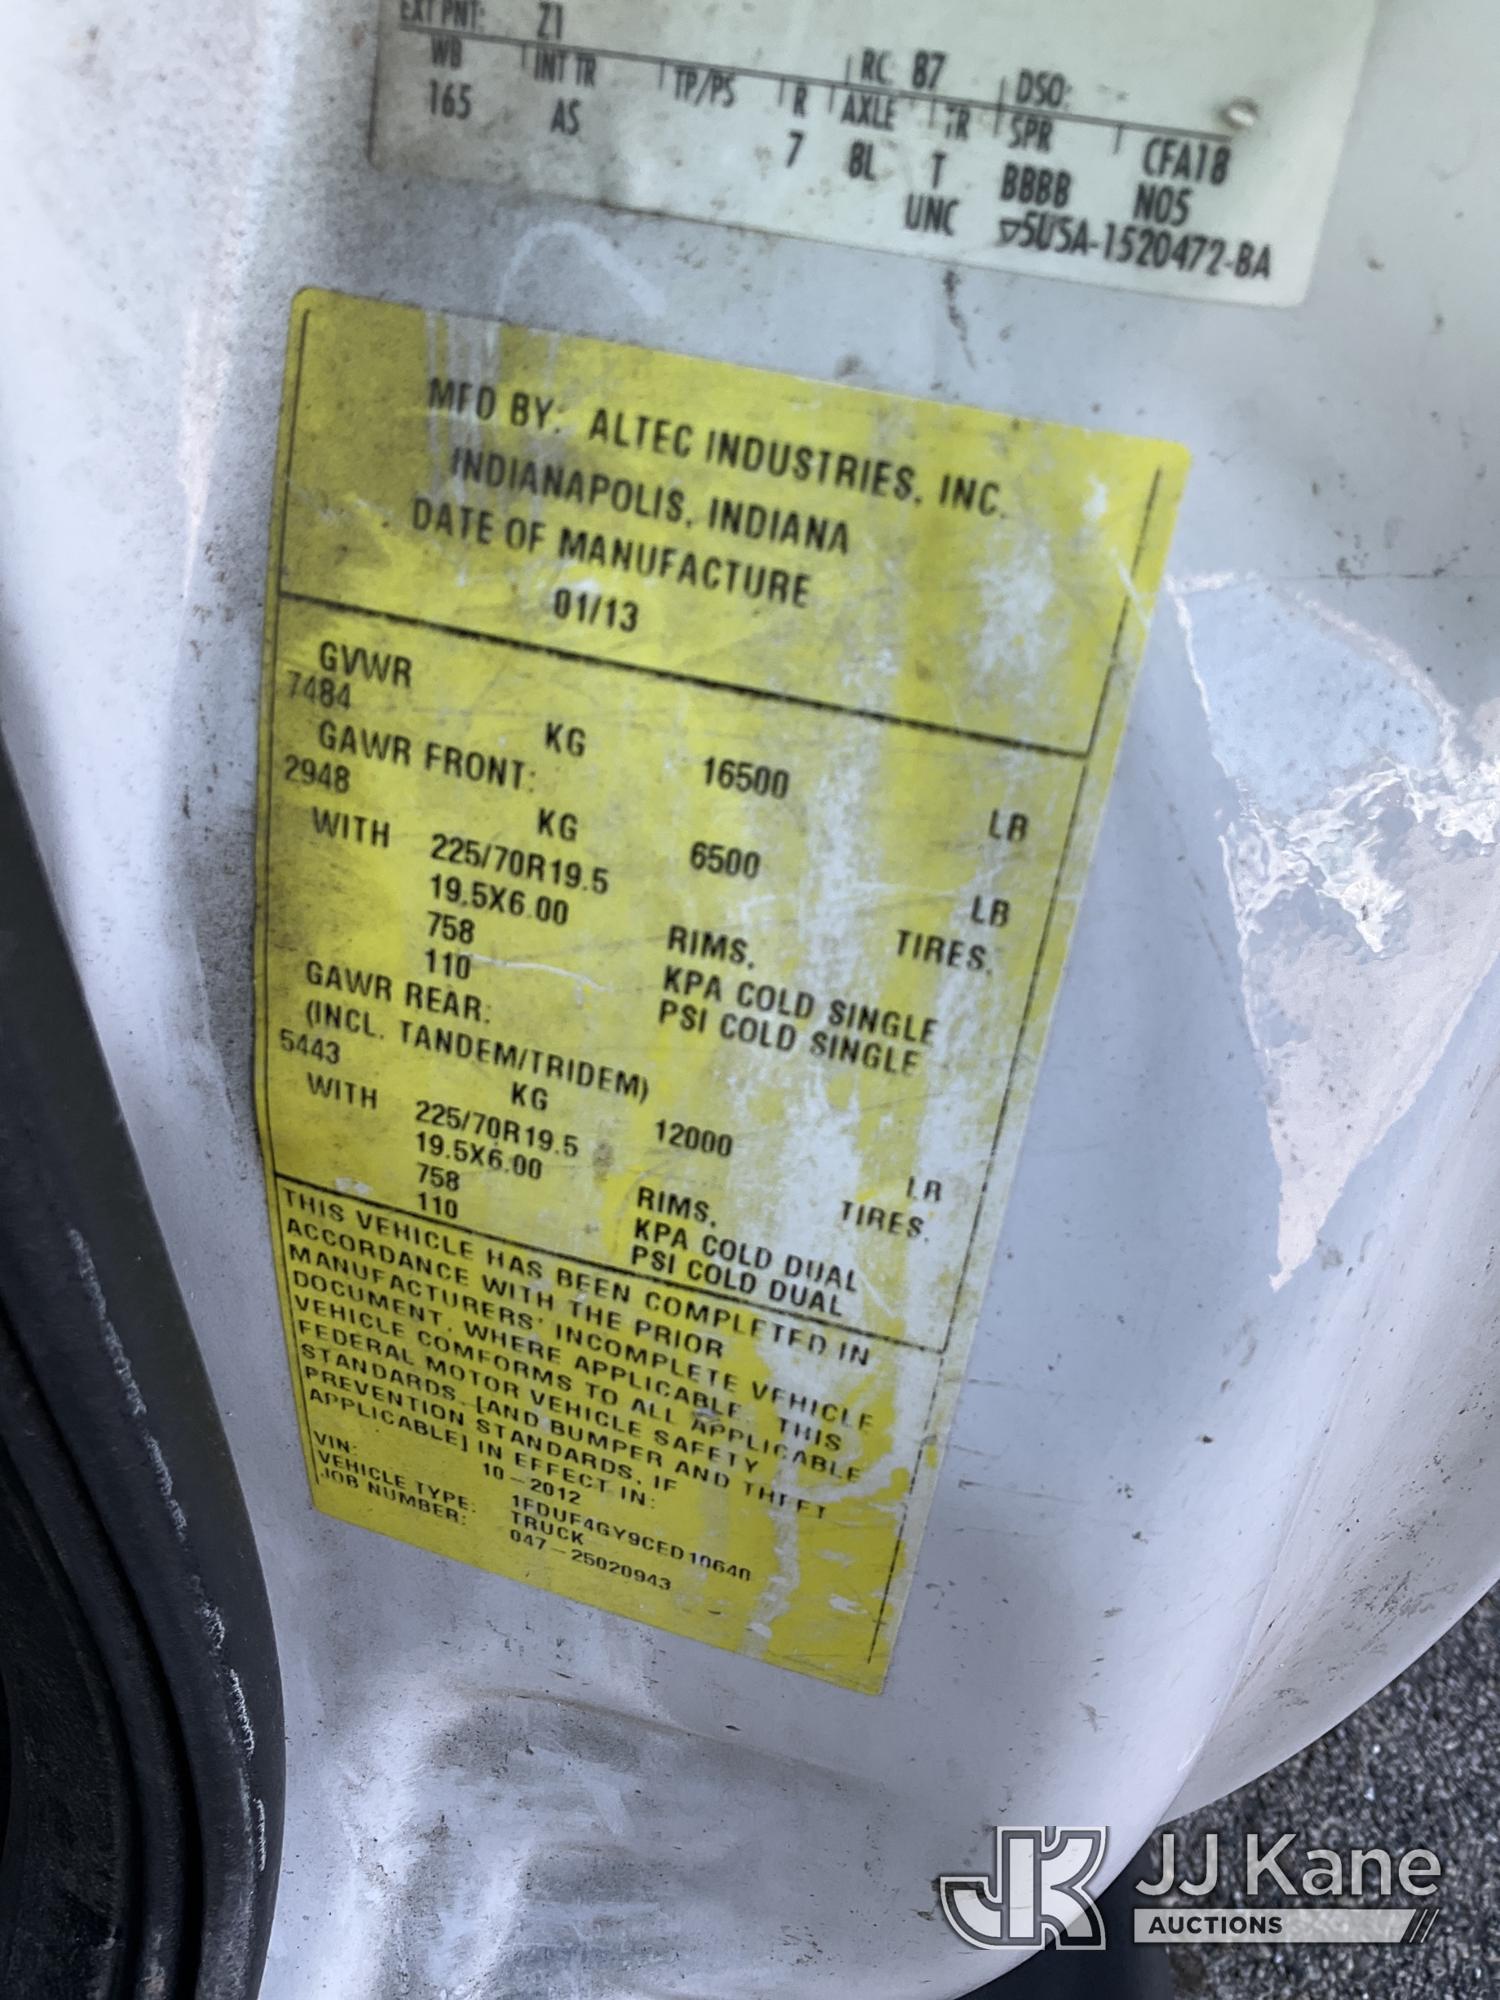 EXT PNT: Z1 RC: 87 DSO:
WB INT TR TP/PS R AXLE TR SPR CFA18
165 AS 7 8L T BBBB N05
UNC ▽5U5A-1520472-BA
MFD BY: ALTEC INDUSTRIES, INC.
INDIANAPOLIS, INDIANA
DATE OF MANUFACTURE
01/13
GVWR
7484 KG 16500 LB
GAWR FRONT:
2948 KG 6500 LB
WITH 225/70R19.5 TIRES.
19.5X6.00 RIMS.
758 KPA COLD SINGLE
110 PSI COLD SINGLE
GAWR REAR:
(INCL. TANDEM/TRIDEM)
5443 KG 12000 LB
WITH 225/70R19.5 TIRES.
19.5X6.00 RIMS.
758 KPA COLD DUAL
110 PSI COLD DUAL
THIS VEHICLE HAS BEEN COMPLETED IN
ACCORDANCE WITH THE PRIOR
MANUFACTURERS' INCOMPLETE VEHICLE
DOCUMENT, WHERE APPLICABLE. THIS
VEHICLE COMFORMS TO ALL APPLICABLE
FEDERAL MOTOR VEHICLE SAFETY
STANDARDS, [AND BUMPER AND THEFT
PREVENTION STANDARDS, IF
APPLICABLE] IN EFFECT IN:
10-2012
VIN: 1FDUF4GY9CED10640
VEHICLE TYPE: TRUCK
JOB NUMBER: 047-25020943
JK JJ Kane
AUCTIONS